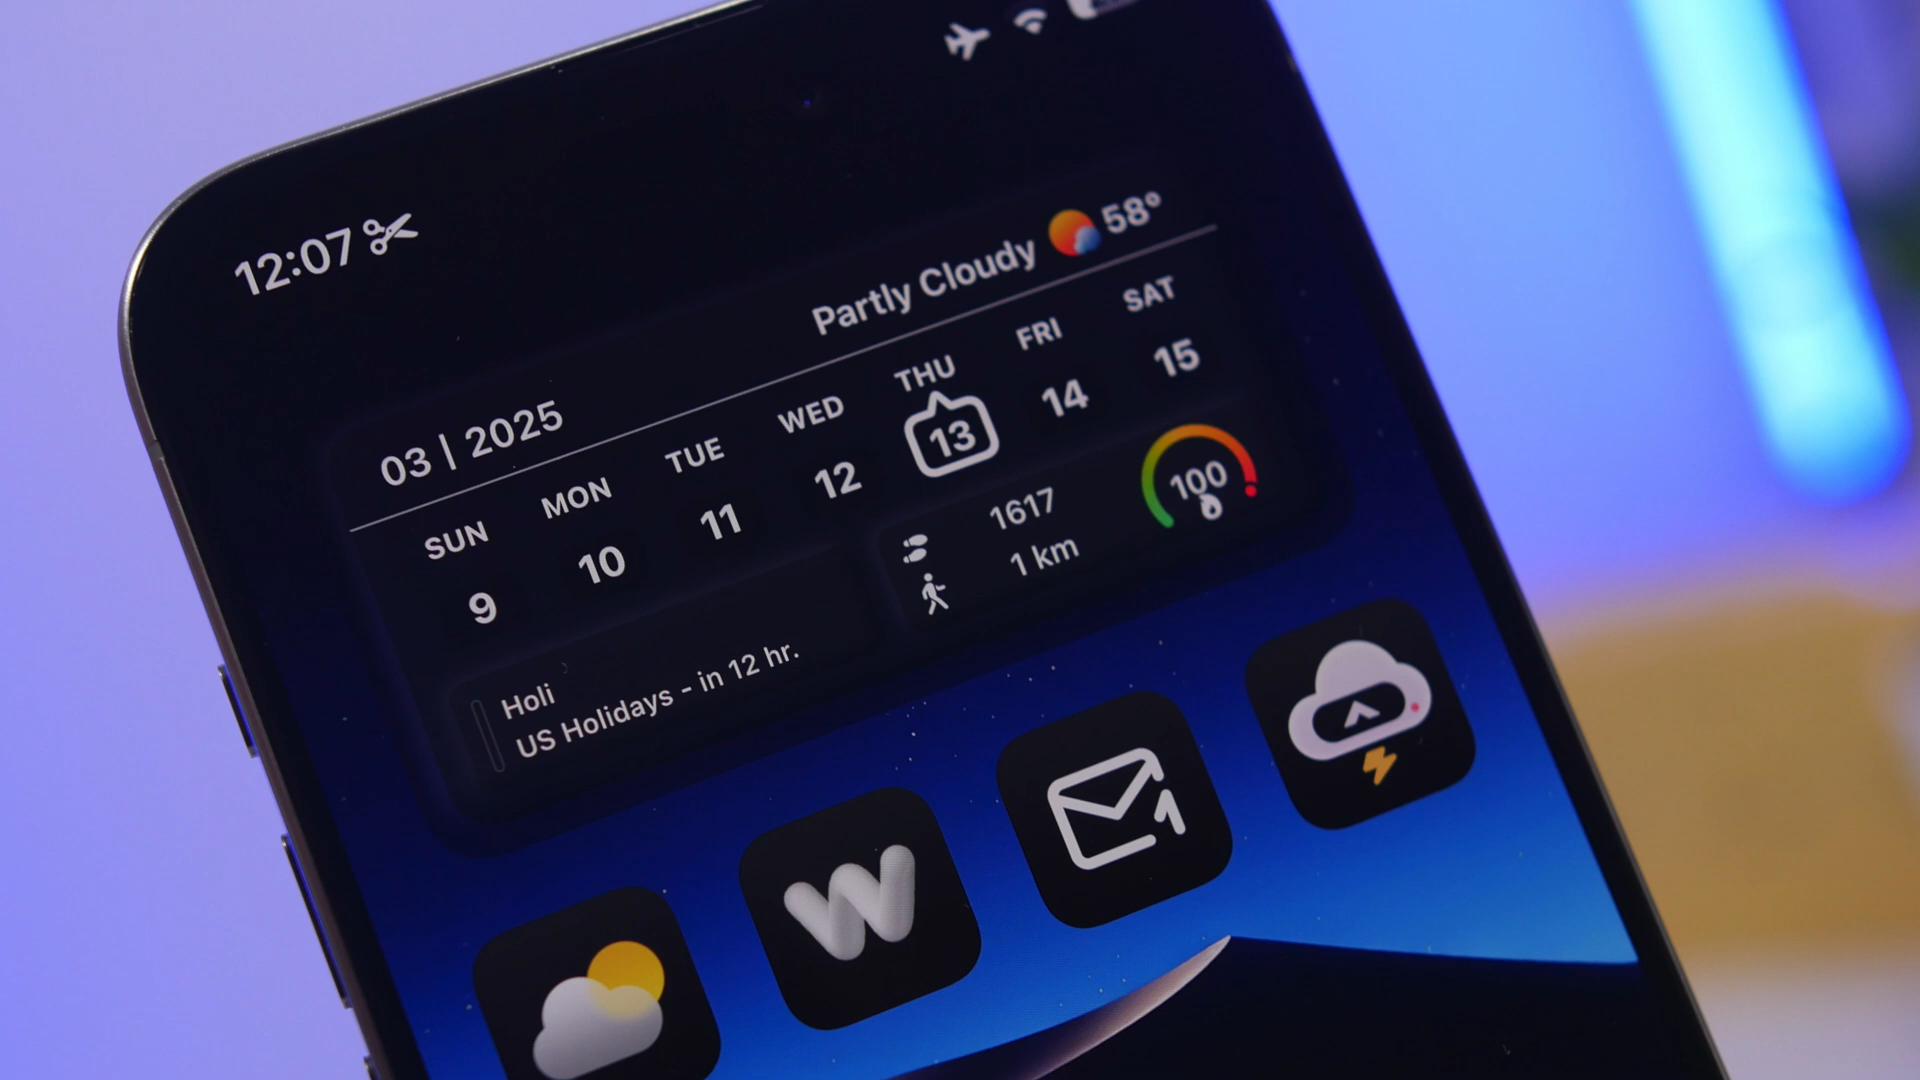 12:07
Partly Cloudy 58°
03 | 2025
SUN MON TUE WED THU FRI SAT
9 10 11 12 13 14 15
1617
1 km
100
Holi
US Holidays - in 12 hr.
W
1